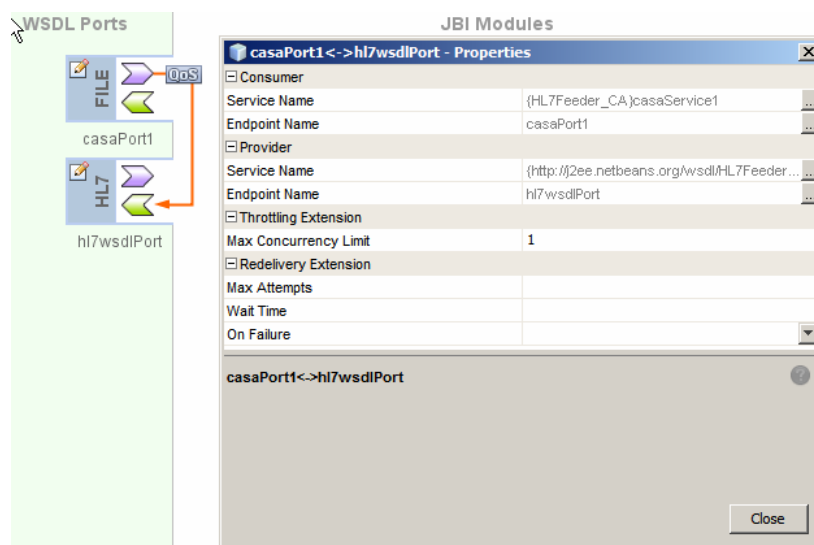 WSDL Ports
JBI Modules
FILE
QoS
casaPort1
HL7
hl7wsdlPort
casaPort1<->hl7wsdlPort - Properties
Consumer
Service Name {HL7Feeder_CA}casaService1 ...
Endpoint Name casaPort1 ...
Provider
Service Name {http://j2ee.netbeans.org/wsdl/HL7Feeder... ...
Endpoint Name hl7wsdlPort ...
Throttling Extension
Max Concurrency Limit 1
Redelivery Extension
Max Attempts
Wait Time
On Failure
casaPort1<->hl7wsdlPort
?
Close